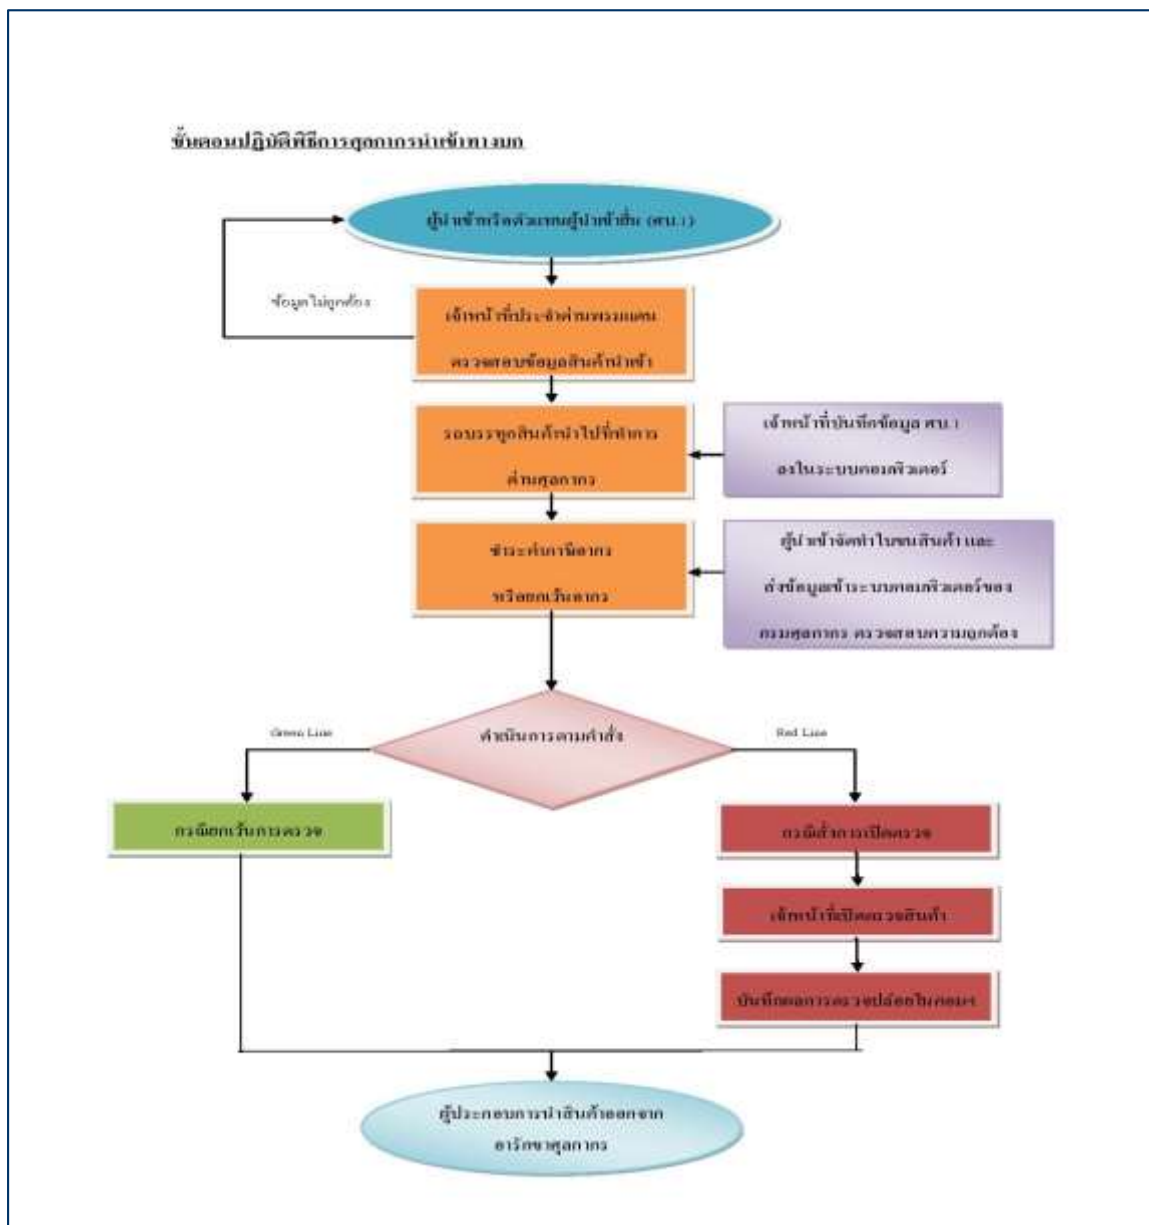 ขั้นตอนปฏิบัติพิธีการศุลกากรนำเข้าทางบก
ผู้นำเข้าหรือตัวแทนผู้นำเข้ายื่น (ศบ.1)
ข้อมูลไม่ถูกต้อง
เจ้าหน้าที่ประจำด่านพรมแดน
ตรวจสอบข้อมูลสินค้านำเข้า
รถบรรทุกสินค้านำไปที่ทำการ
ด่านศุลกากร
เจ้าหน้าที่บันทึกข้อมูล ศบ.1
ลงในระบบคอมพิวเตอร์
ชำระค่าภาษีอากร
หรือยกเว้นอากร
ผู้นำเข้าจัดทำใบขนสินค้า และ
ส่งข้อมูลเข้าระบบคอมพิวเตอร์ของ
กรมศุลกากร ตรวจสอบความถูกต้อง
Green Line
ดำเนินการตามคำสั่ง
Red Line
กรณียกเว้นการตรวจ
กรณีสั่งการเปิดตรวจ
เจ้าหน้าที่เปิดตรวจสินค้า
บันทึกผลการตรวจปล่อยในคอมฯ
ผู้ประกอบการนำสินค้าออกจาก
อารักขาศุลกากร